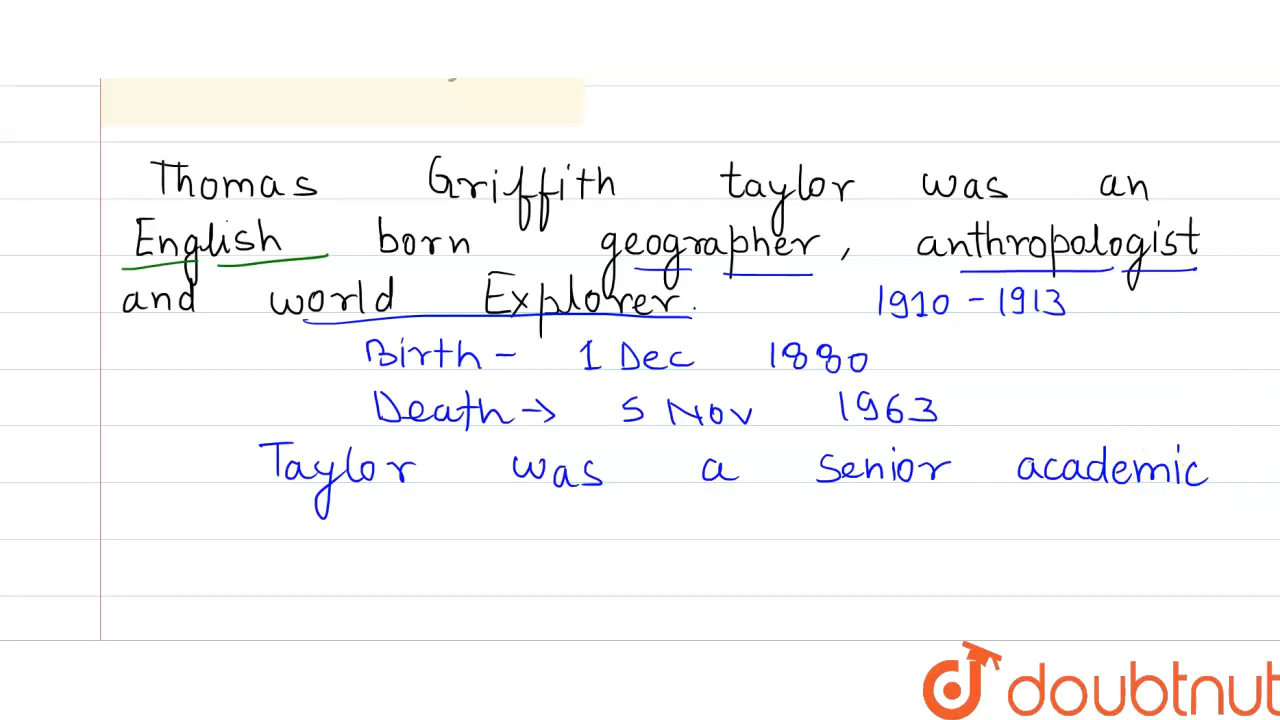 Thomas Griffith taylor was an
English born geographer, anthropologist
and world Explorer. 1910 - 1913
Birth - 1 Dec 1880
Death → 5 Nov 1963
Taylor was a senior academic
doubtnut